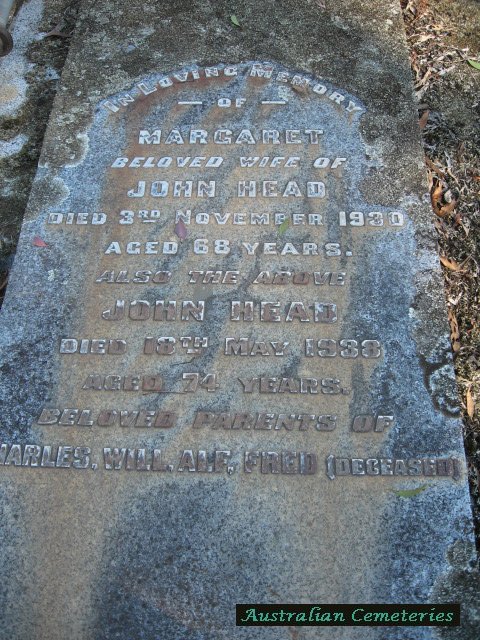 In Loving Memory
— OF —
MARGARET
BELOVED WIFE OF
JOHN HEAD
DIED 3RD NOVEMBER 1930
AGED 68 YEARS.
ALSO THE ABOVE
JOHN HEAD
DIED 18TH MAY 1938
AGED 74 YEARS.
BELOVED PARENTS OF
HARLES, WILL, ALF, FRED (DECEASED)
Australian Cemeteries